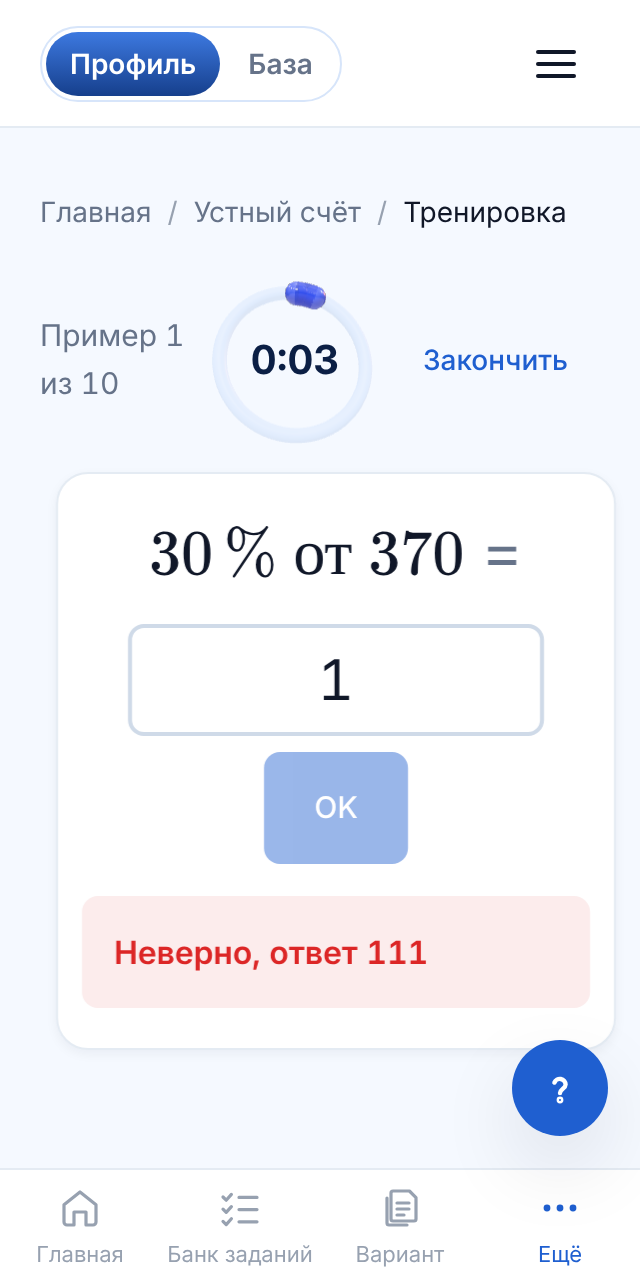 Профиль База
Главная / Устный счёт / Тренировка
Пример 1
из 10
0:03
Закончить
30 % от 370 =
1
OK
Неверно, ответ 111
?
Главная Банк заданий Вариант Ещё